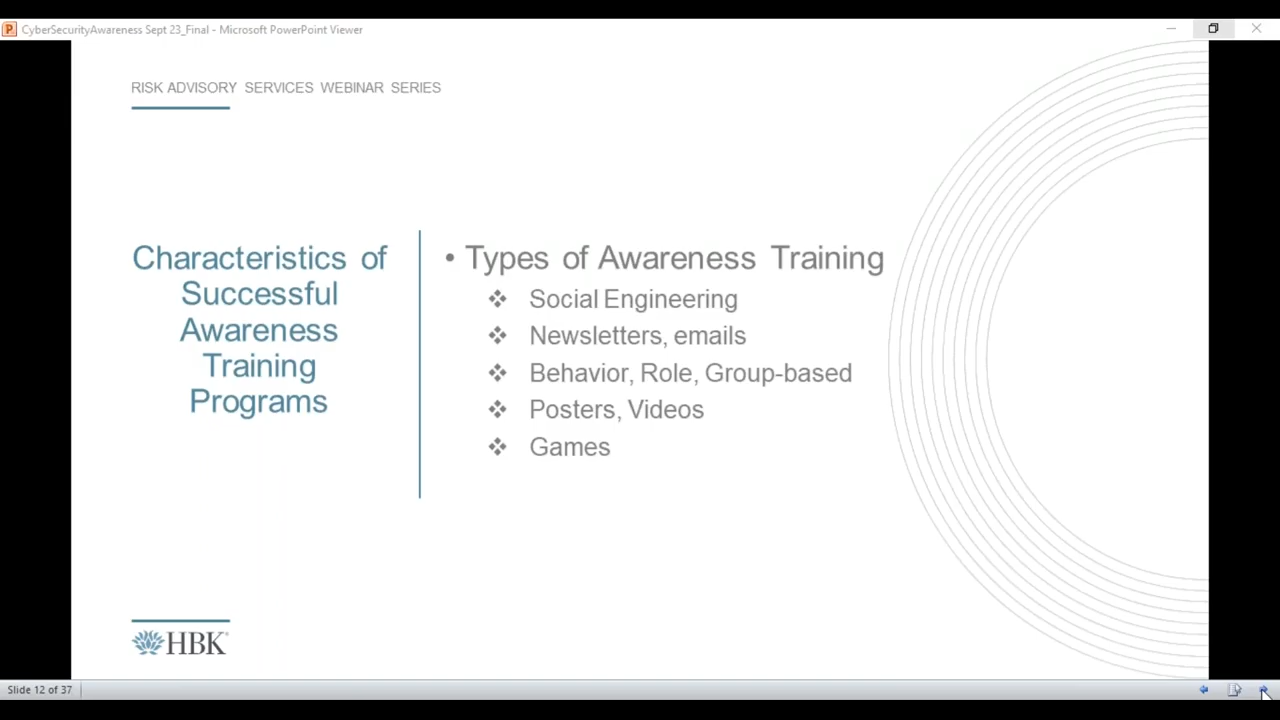 CyberSecurityAwareness Sept 23_Final - Microsoft PowerPoint Viewer
RISK ADVISORY SERVICES WEBINAR SERIES
Characteristics of
Successful
Awareness
Training
Programs
• Types of Awareness Training
❖ Social Engineering
❖ Newsletters, emails
❖ Behavior, Role, Group-based
❖ Posters, Videos
❖ Games
HBK
Slide 12 of 37